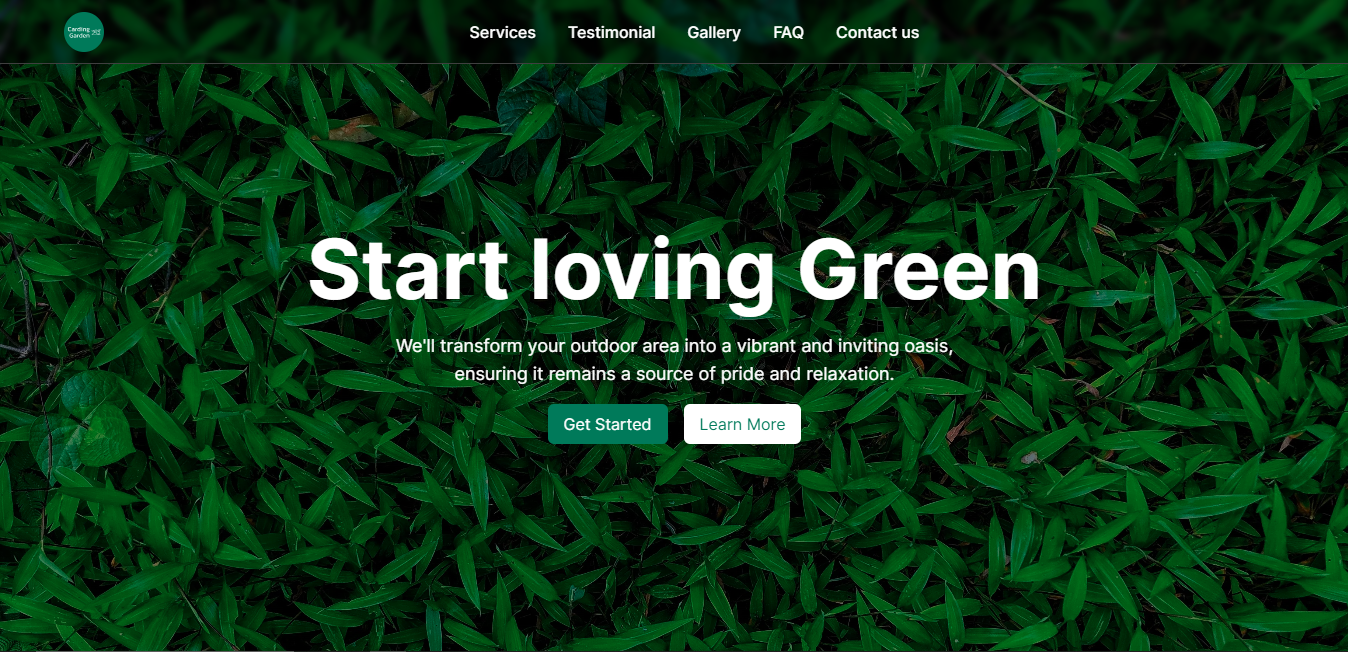 Carding
Garden
Services Testimonial Gallery FAQ Contact us
Start loving Green
We'll transform your outdoor area into a vibrant and inviting oasis,
ensuring it remains a source of pride and relaxation.
Get Started Learn More